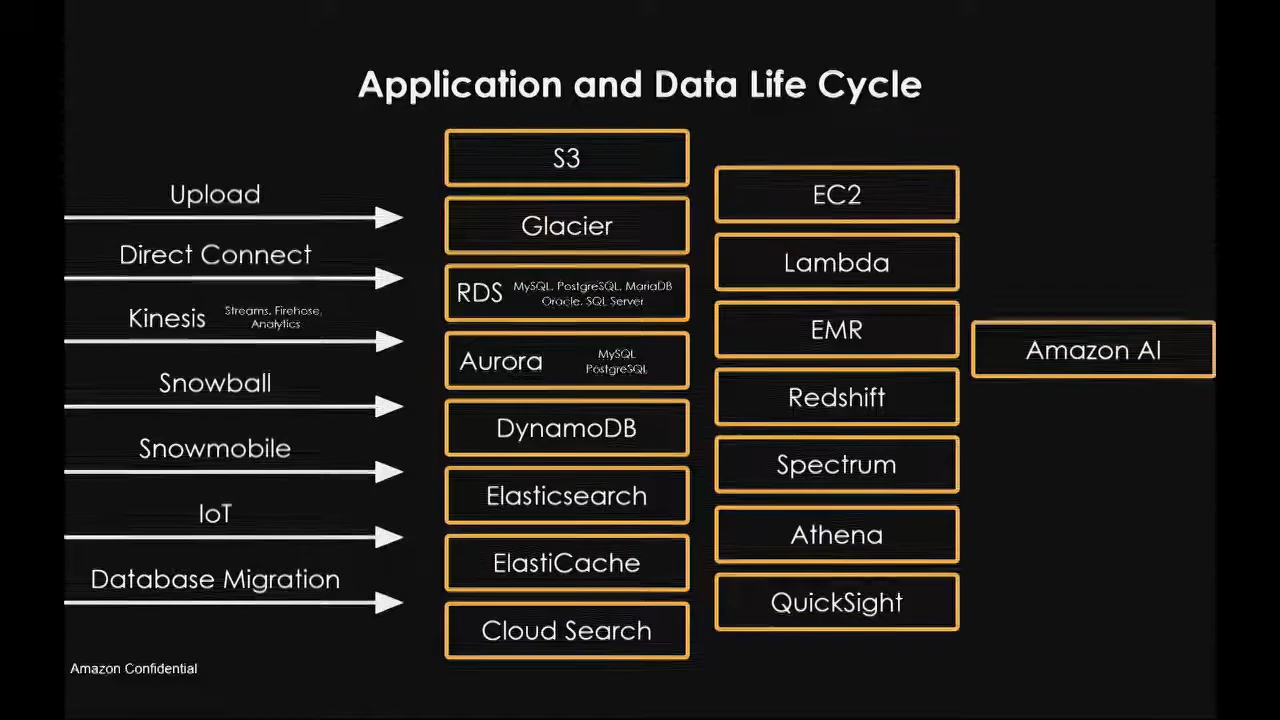 Application and Data Life Cycle
Upload
Direct Connect
Kinesis
Streams, Firehose,
Analytics
Snowball
Snowmobile
IoT
Database Migration
S3
Glacier
RDS
MySQL, PostgreSQL, MariaDB
Oracle, SQL Server
Aurora
MySQL
PostgreSQL
DynamoDB
Elasticsearch
ElastiCache
Cloud Search
EC2
Lambda
EMR
Redshift
Spectrum
Athena
QuickSight
Amazon AI
Amazon Confidential